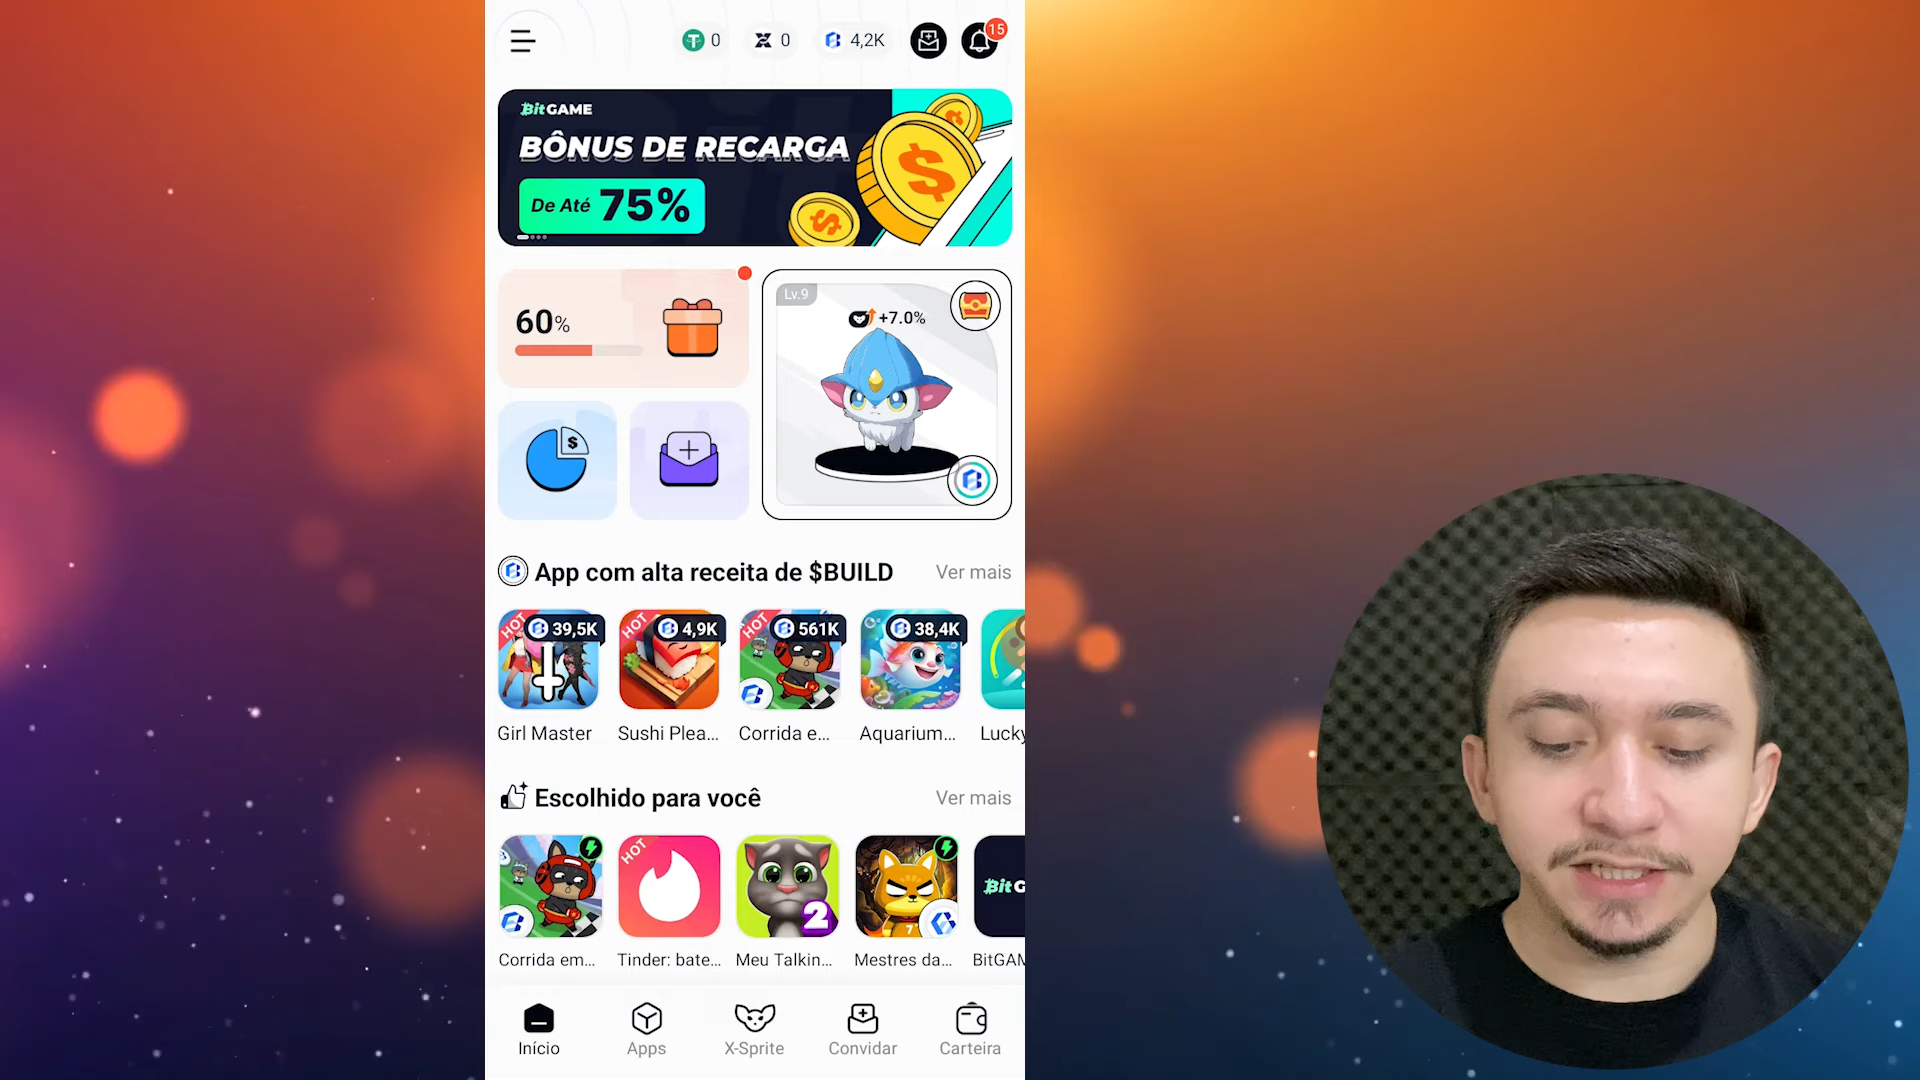 0
0
4,2K
15
BitGAME
BÔNUS DE RECARGA
De Até 75%
60%
Lv.9
+7.0%
App com alta receita de $BUILD
Ver mais
HOT 39,5K
HOT 4,9K
HOT 561K
38,4K
Girl Master
Sushi Plea...
Corrida e...
Aquarium...
Lucky
Escolhido para você
Ver mais
HOT
2
7
BitG
Corrida em...
Tinder: bate...
Meu Talkin...
Mestres da...
BitGAM
Início
Apps
X-Sprite
Convidar
Carteira